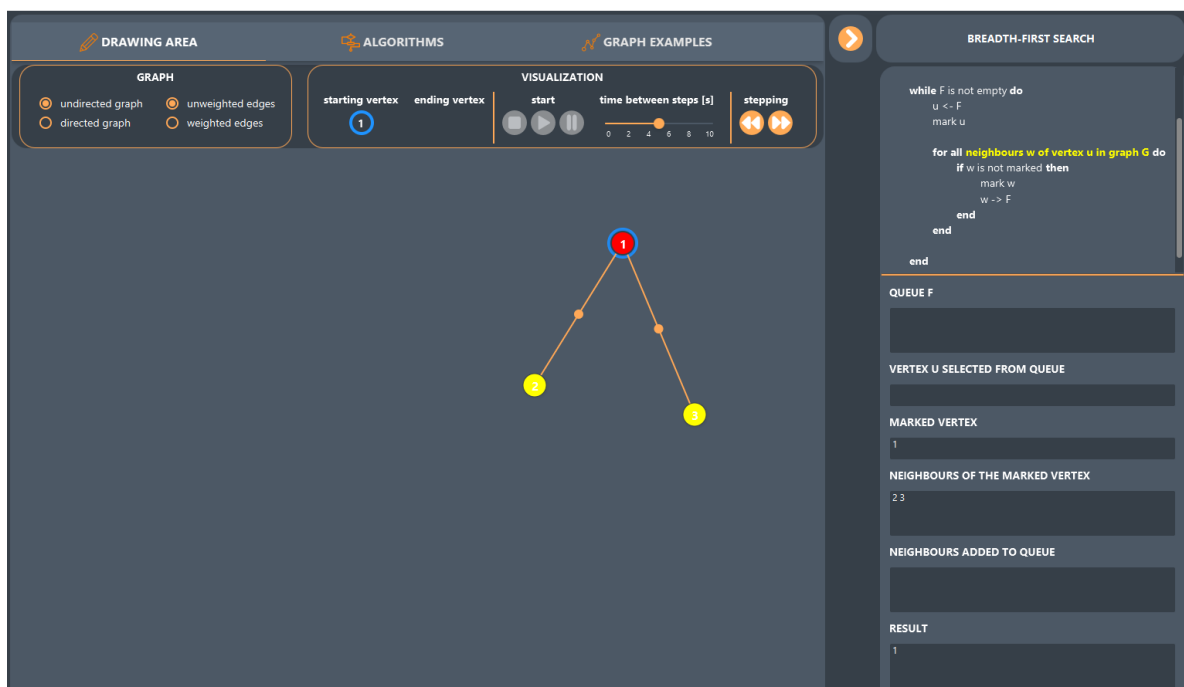 DRAWING AREA
ALGORITHMS
GRAPH EXAMPLES
GRAPH
undirected graph
unweighted edges
directed graph
weighted edges
VISUALIZATION
starting vertex
ending vertex
start
time between steps [s]
stepping
1
0 2 4 6 8 10
1
2
3
BREADTH-FIRST SEARCH
while F is not empty do
u <- F
mark u
for all neighbours w of vertex u in graph G do
if w is not marked then
mark w
w -> F
end
end
end
QUEUE F
VERTEX U SELECTED FROM QUEUE
MARKED VERTEX
1
NEIGHBOURS OF THE MARKED VERTEX
2 3
NEIGHBOURS ADDED TO QUEUE
RESULT
1